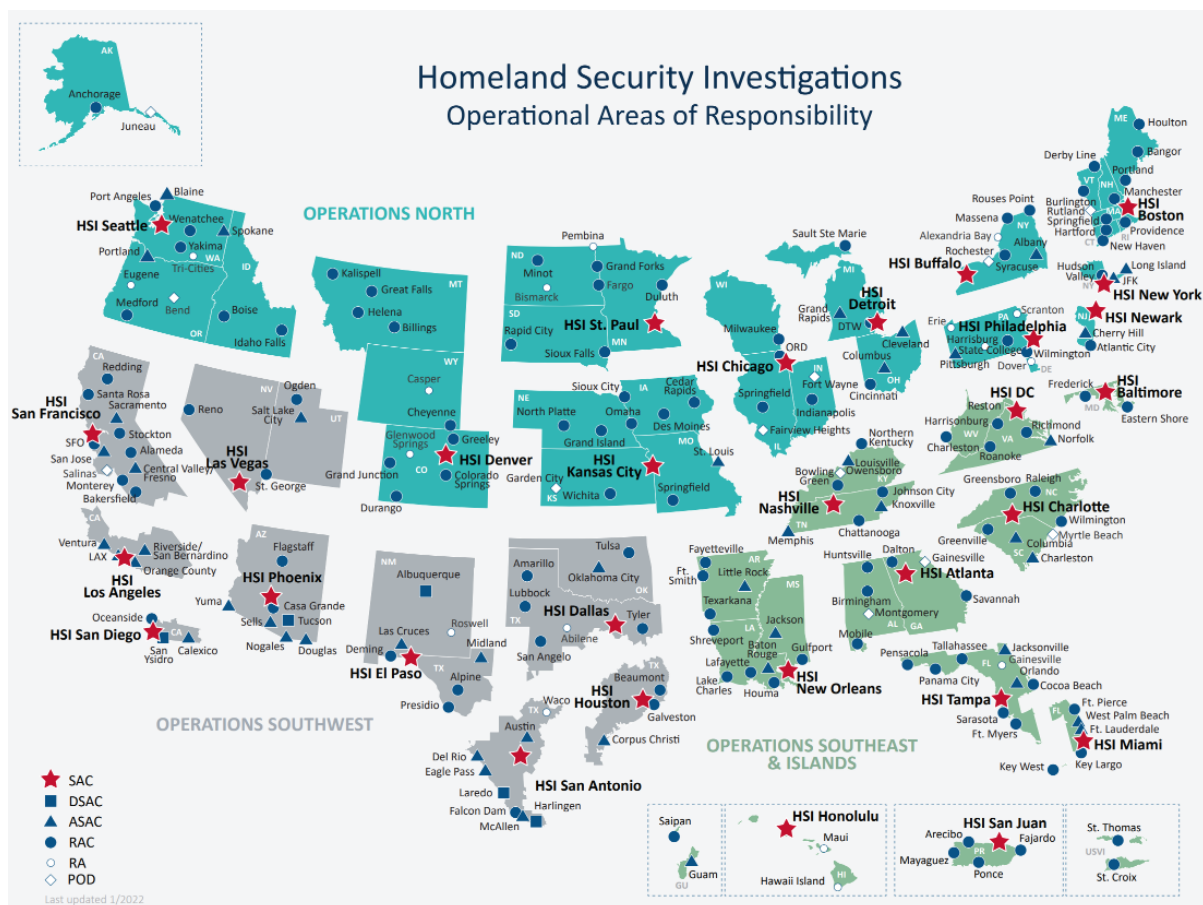 Homeland Security Investigations
Operational Areas of Responsibility
AK
Anchorage
Juneau
OPERATIONS NORTH
Port Angeles
Blaine
HSI Seattle
Wenatchee
Spokane
Yakima
WA
Tri-Cities
Portland
Eugene
ID
Medford
Bend
Boise
OR
Idaho Falls
Kalispell
MT
Great Falls
Helena
Billings
WY
Casper
Cheyenne
Glenwood
Springs
Greeley
HSI Denver
Grand Junction
CO
Colorado
Springs
Durango
Pembina
ND
Minot
Grand Forks
Bismarck
Fargo
Duluth
SD
HSI St. Paul
Rapid City
MN
Sioux Falls
Sioux City
IA
Cedar
Rapids
NE
North Platte
Omaha
Des Moines
Grand Island
MO
HSI
Kansas City
St. Louis
Garden City
Wichita
Springfield
KS
Sault Ste Marie
WI
MI
HSI
Detroit
Grand
Rapids
DTW
Milwaukee
ORD
Cleveland
Columbus
HSI Chicago
IN
OH
Fort Wayne
Cincinnati
Springfield
Indianapolis
Fairview Heights
IL
ME
Houlton
Bangor
Derby Line
Portland
VT
NH
Manchester
Burlington
HSI
Boston
Rutland
MA
Springfield
Hartford
Providence
CT
RI
New Haven
Rouses Point
Massena
NY
Alexandria Bay
Albany
Rochester
HSI Buffalo
Syracuse
Hudson
Valley
Long Island
NY
JFK
HSI New York
NJ
HSI Newark
Cherry Hill
Atlantic City
Scranton
Erie
PA
HSI Philadelphia
Harrisburg
State College
Pittsburgh
Wilmington
Dover
DE
HSI DC
Frederick
HSI
Baltimore
MD
Eastern Shore
Reston
Harrisonburg
Richmond
WV
VA
Norfolk
Charleston
Roanoke
Northern
Kentucky
Louisville
Bowling
Green
Owensboro
KY
HSI
Nashville
Johnson City
Knoxville
TN
Chattanooga
Memphis
Raleigh
Greensboro
NC
HSI Charlotte
Wilmington
Greenville
Myrtle Beach
Columbia
SC
Charleston
CA
Redding
Santa Rosa
HSI
San Francisco
Sacramento
SFO
Stockton
San Jose
Alameda
Salinas
Central Valley/
Fresno
Monterey
Bakersfield
NV
Ogden
Reno
Salt Lake
City
UT
HSI
Las Vegas
St. George
CA
Ventura
Riverside/
San Bernardino
LAX
Orange County
HSI
Los Angeles
Oceanside
HSI San Diego
CA
San
Ysidro
Calexico
AZ
Flagstaff
HSI Phoenix
Yuma
Casa Grande
Sells
Tucson
Nogales
Douglas
NM
Albuquerque
Roswell
Las Cruces
Midland
Deming
HSI El Paso
TX
Alpine
Presidio
Tulsa
Amarillo
Oklahoma City
Lubbock
OK
TX
HSI Dallas
Tyler
Abilene
San Angelo
TX
HSI
Houston
Beaumont
Galveston
Corpus Christi
Waco
TX
Austin
Del Rio
Eagle Pass
HSI San Antonio
Laredo
Falcon Dam
Harlingen
McAllen
OPERATIONS SOUTHWEST
Fayetteville
AR
Ft.
Smith
Little Rock
MS
Texarkana
Jackson
LA
Shreveport
Baton
Rouge
Gulfport
Lafayette
HSI
New Orleans
Lake
Charles
Houma
Huntsville
Dalton
Gainesville
HSI Atlanta
Birmingham
Savannah
Montgomery
AL
GA
Mobile
Pensacola
Tallahassee
Jacksonville
FL
Gainesville
Panama City
Orlando
Cocoa Beach
HSI Tampa
Sarasota
Ft. Myers
FL
Ft. Pierce
West Palm Beach
Ft. Lauderdale
HSI Miami
Key West
Key Largo
OPERATIONS SOUTHEAST
& ISLANDS
SAC
DSAC
ASAC
RAC
RA
POD
Last updated 1/2022
Saipan
Guam
GU
HSI Honolulu
Maui
HI
Hawaii Island
HSI San Juan
Arecibo
Fajardo
PR
Mayaguez
Ponce
St. Thomas
USVI
St. Croix